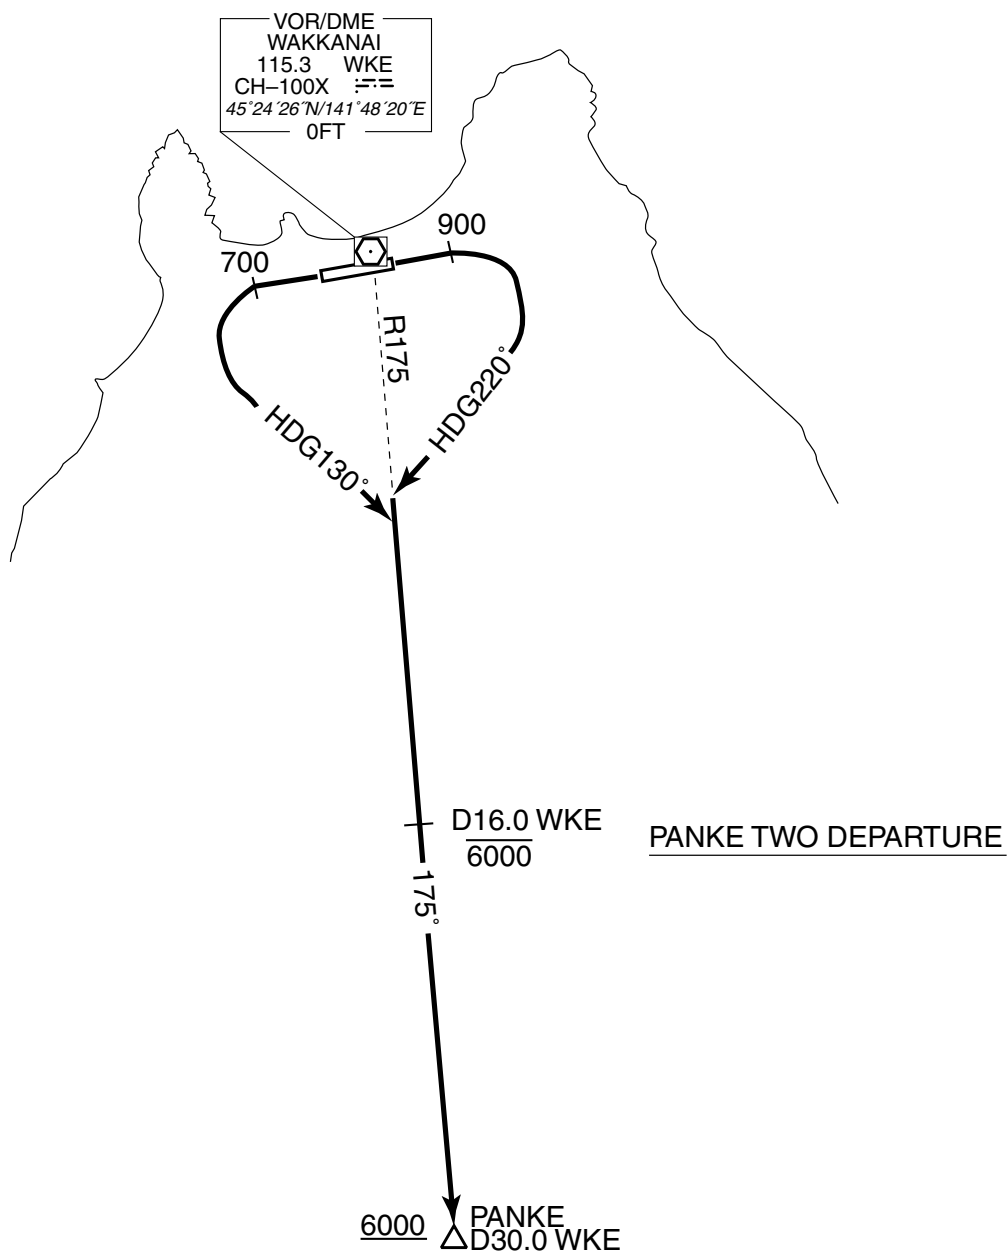 VOR/DME
WAKKANAI
115.3 WKE
CH–100X
45°24´26˝N/141°48´20˝E
0FT
900
700
R175
HDG220°
HDG130°
D16.0 WKE
6000
PANKE TWO DEPARTURE
175°
PANKE
6000
D30.0 WKE